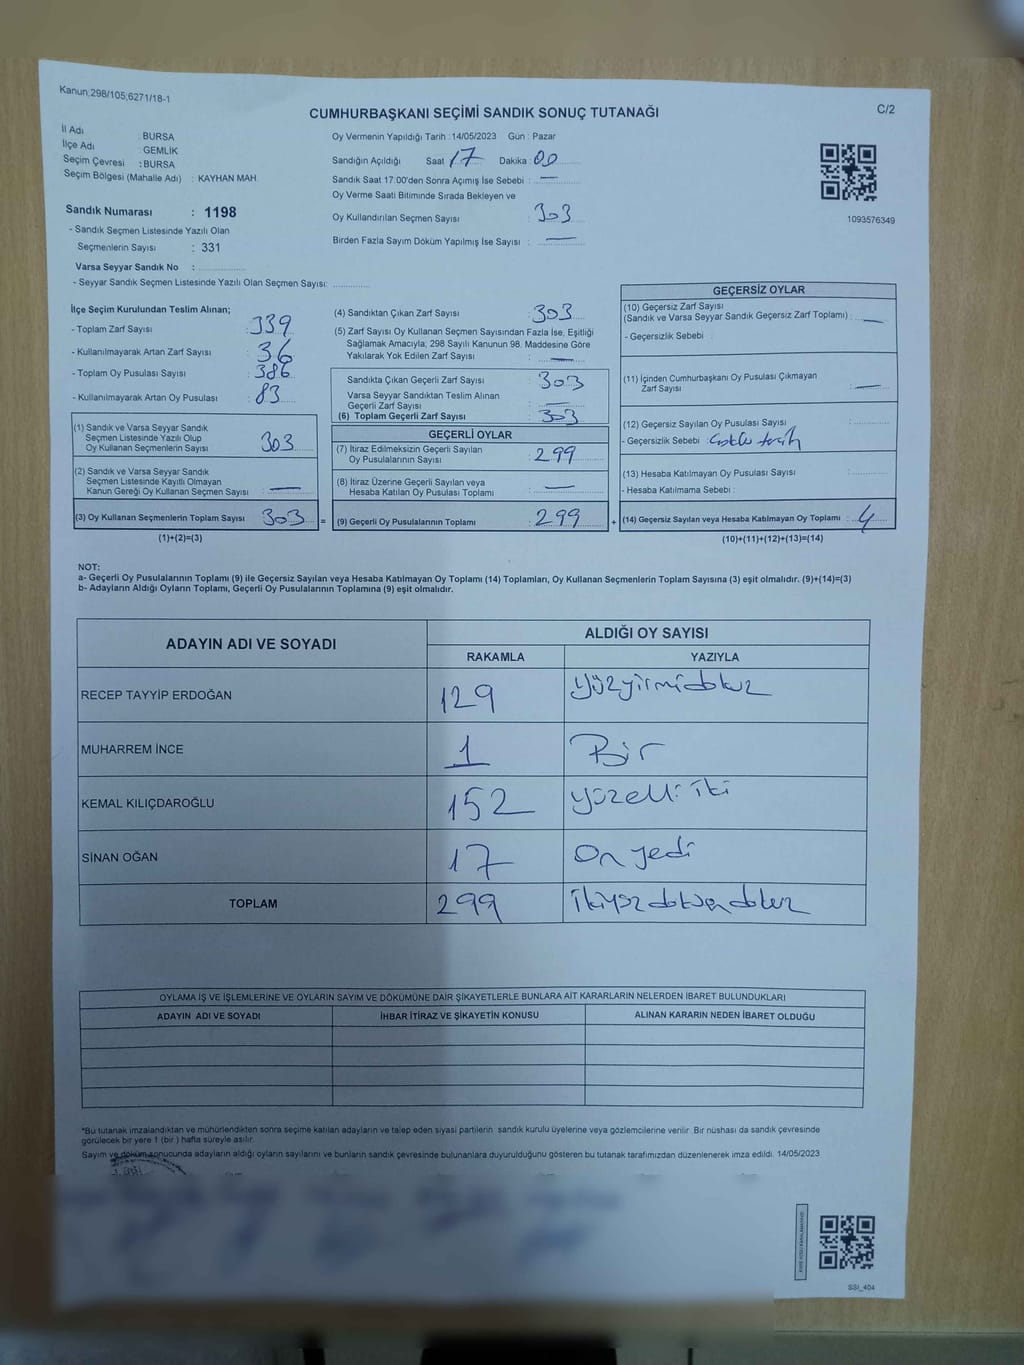 Kanun;298/105;6271/18-1
C/2
CUMHURBAŞKANI SEÇİMİ SANDIK SONUÇ TUTANAĞI
İl Adı : BURSA
İlçe Adı : GEMLİK
Seçim Çevresi : BURSA
Seçim Bölgesi (Mahalle Adı) : KAYHAN MAH.
Sandık Numarası : 1198
- Sandık Seçmen Listesinde Yazılı Olan
Seçmenlerin Sayısı : 331
Varsa Seyyar Sandık No :
- Seyyar Sandık Seçmen Listesinde Yazılı Olan Seçmen Sayısı:
Oy Vermenin Yapıldığı Tarih : 14/05/2023 Gün : Pazar
Sandığın Açıldığı Saat 17 Dakika : 00
Sandık Saat 17:00'den Sonra Açımış İse Sebebi : —
Oy Verme Saati Bitiminde Sırada Bekleyen ve
Oy Kullandırılan Seçmen Sayısı : 303
Birden Fazla Sayım Döküm Yapılmış İse Sayısı : —
1093576349
İlçe Seçim Kurulundan Teslim Alınan;
- Toplam Zarf Sayısı : 339
- Kullanılmayarak Artan Zarf Sayısı : 36
- Toplam Oy Pusulası Sayısı : 386
- Kullanılmayarak Artan Oy Pusulası : 83
(1) Sandık ve Varsa Seyyar Sandık
Seçmen Listesinde Yazılı Olup
Oy Kullanan Seçmenlerin Sayısı : 303
(2) Sandık ve Varsa Seyyar Sandık
Seçmen Listesinde Kayıtlı Olmayan
Kanun Gereği Oy Kullanan Seçmen Sayısı : —
(3) Oy Kullanan Seçmenlerin Toplam Sayısı : 303 =
(1)+(2)=(3)
(4) Sandıktan Çıkan Zarf Sayısı : 303
(5) Zarf Sayısı Oy Kullanan Seçmen Sayısından Fazla İse, Eşitliği
Sağlamak Amacıyla; 298 Sayılı Kanunun 98. Maddesine Göre
Yakılarak Yok Edilen Zarf Sayısı : —
Sandıkta Çıkan Geçerli Zarf Sayısı : 303
Varsa Seyyar Sandıktan Teslim Alınan
Geçerli Zarf Sayısı : —
(6) Toplam Geçerli Zarf Sayısı : 303
GEÇERLİ OYLAR
(7) İtiraz Edilmeksizin Geçerli Sayılan
Oy Pusulalarının Sayısı : 299
(8) İtiraz Üzerine Geçerli Sayılan veya
Hesaba Katılan Oy Pusulası Toplamı : —
(9) Geçerli Oy Pusulalarının Toplamı : 299 +
GEÇERSİZ OYLAR
(10) Geçersiz Zarf Sayısı
(Sandık ve Varsa Seyyar Sandık Geçersiz Zarf Toplamı) : —
- Geçersizlik Sebebi :
(11) İçinden Cumhurbaşkanı Oy Pusulası Çıkmayan
Zarf Sayısı : —
(12) Geçersiz Sayılan Oy Pusulası Sayısı :
- Geçersizlik Sebebi :
(13) Hesaba Katılmayan Oy Pusulası Sayısı :
- Hesaba Katılmama Sebebi :
(14) Geçersiz Sayılan veya Hesaba Katılmayan Oy Toplamı : 4
(10)+(11)+(12)+(13)=(14)
NOT:
a- Geçerli Oy Pusulalarının Toplamı (9) ile Geçersiz Sayılan veya Hesaba Katılmayan Oy Toplamı (14) Toplamları, Oy Kullanan Seçmenlerin Toplam Sayısına (3) eşit olmalıdır. (9)+(14)=(3)
b- Adayların Aldığı Oyların Toplamı, Geçerli Oy Pusulalarının Toplamına (9) eşit olmalıdır.
ADAYIN ADI VE SOYADI
ALDIĞI OY SAYISI
RAKAMLA YAZIYLA
RECEP TAYYİP ERDOĞAN 129 yüzyirmidokuz
MUHARREM İNCE 1 Bir
KEMAL KILIÇDAROĞLU 152 yüzelli iki
SİNAN OĞAN 17 On yedi
TOPLAM 299 ikiyüz doksan dokuz
OYLAMA İŞ VE İŞLEMLERİNE VE OYLARIN SAYIM VE DÖKÜMÜNE DAİR ŞİKAYETLERLE BUNLARA AİT KARARLARIN NELERDEN İBARET BULUNDUKLARI
ADAYIN ADI VE SOYADI İHBAR İTİRAZ VE ŞİKAYETİN KONUSU ALINAN KARARIN NEDEN İBARET OLDUĞU
*Bu tutanak imzalandıktan ve mühürlendikten sonra seçime katılan adayların ve talep eden siyasi partilerin sandık kurulu üyelerine veya gözlemcilerine verilir. Bir nüshası da sandık çevresinde
görülecek bir yere 1 (bir) hafta süreyle asılır.
Sayım ve döküm sonucunda adayların aldığı oyların sayılarını ve bunların sandık çevresinde bulunanlara duyurulduğunu gösteren bu tutanak tarafımızdan düzenlenerek imza edildi. 14/05/2023
SSI_404